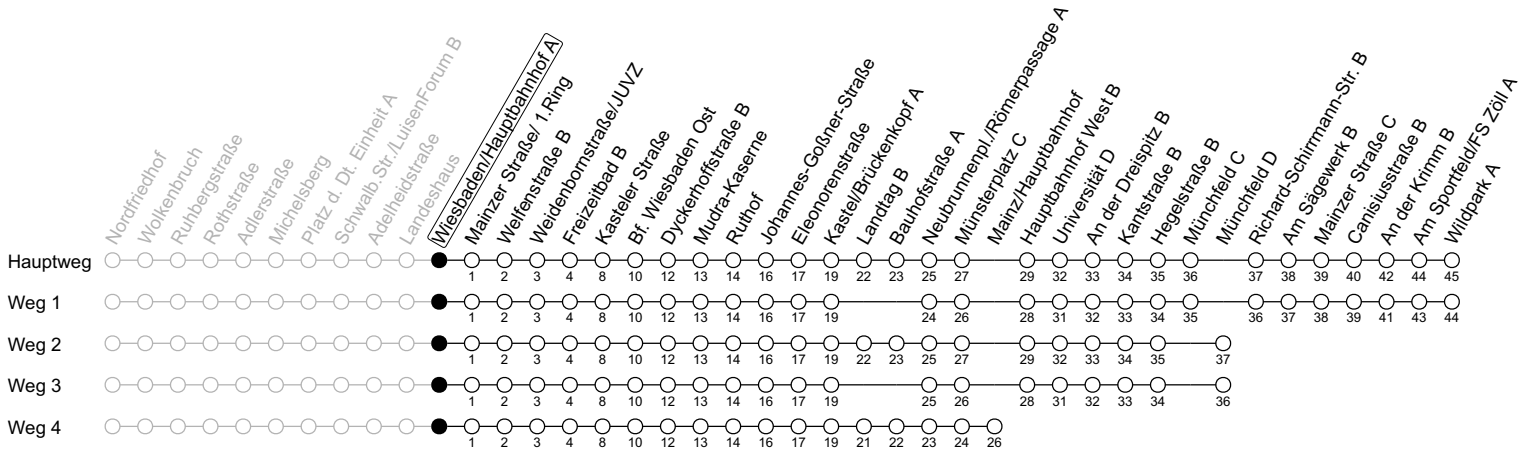 Nordfriedhof
Wolkenbruch
Ruhbergstraße
Rothstraße
Adlerstraße
Michelsberg
Platz d. Dt. Einheit A
Schwalb.Str./LuisenForum B
Adelheidstraße
Landeshaus
Wiesbaden/Hauptbahnhof A
Mainzer Straße/ 1.Ring
Welfenstraße B
Weidenbornstraße/JUVZ
Freizeitbad B
Kasteler Straße
Bf. Wiesbaden Ost
Dyckerhoffstraße B
Mudra-Kaserne
Ruthof
Johannes-Goßner-Straße
Eleonorenstraße
Kastel/Brückenkopf A
Landtag B
Bauhofstraße A
Neubrunnenpl./Römerpassage A
Münsterplatz C
Mainz/Hauptbahnhof
Hauptbahnhof West B
Universität D
An der Dreispitz B
Kantstraße B
Hegelstraße B
Münchfeld C
Münchfeld D
Richard-Schirrmann-Str. B
Am Sägewerk B
Mainzer Straße C
Canisiusstraße B
An der Krimm B
Am Sportfeld/FS Zöll A
Wildpark A
Hauptweg
1 2 3 4 8 10 12 13 14 16 17 19 22 23 25 27 29 32 33 34 35 36 37 38 39 40 42 44 45
Weg 1
1 2 3 4 8 10 12 13 14 16 17 19 24 26 28 31 32 33 34 35 36 37 38 39 41 43 44
Weg 2
1 2 3 4 8 10 12 13 14 16 17 19 22 23 25 27 29 32 33 34 35 37
Weg 3
1 2 3 4 8 10 12 13 14 16 17 19 25 26 28 31 32 33 34 36
Weg 4
1 2 3 4 8 10 12 13 14 16 17 19 21 22 23 24 26